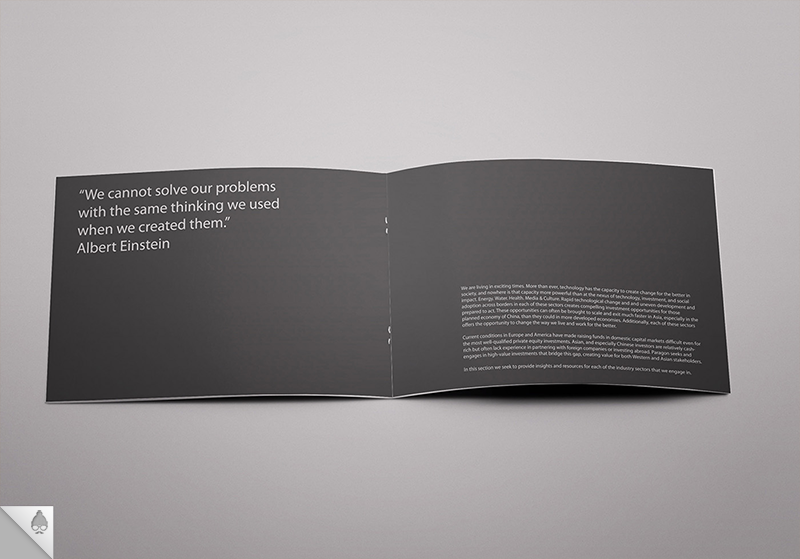 “We cannot solve our problems
with the same thinking we used
when we created them.”
Albert Einstein
We are living in exciting times. More than ever, technology has the capacity to create change for the better in
society, and nowhere is that capacity more powerful than at the nexus of technology, investment, and social
impact. Energy. Water. Health. Media & Culture. Rapid technological change and and uneven development and
adoption across borders in each of these sectors creates compelling investment opportunities for those
prepared to act. These opportunities can often be brought to scale and exit much faster in Asia, especially in the
planned economy of China, than they could in more developed economies. Additionally, each of these sectors
offers the opportunity to change the way we live and work for the better.
Current conditions in Europe and America have made raising funds in domestic capital markets difficult even for
the most well-qualified private equity investments. Asian, and especially Chinese investors are relatively cash-
rich but often lack experience in partnering with foreign companies or investing abroad. Paragon seeks and
engages in high-value investments that bridge this gap, creating value for both Western and Asian stakeholders.
In this section we seek to provide insights and resources for each of the industry sectors that we engage in.